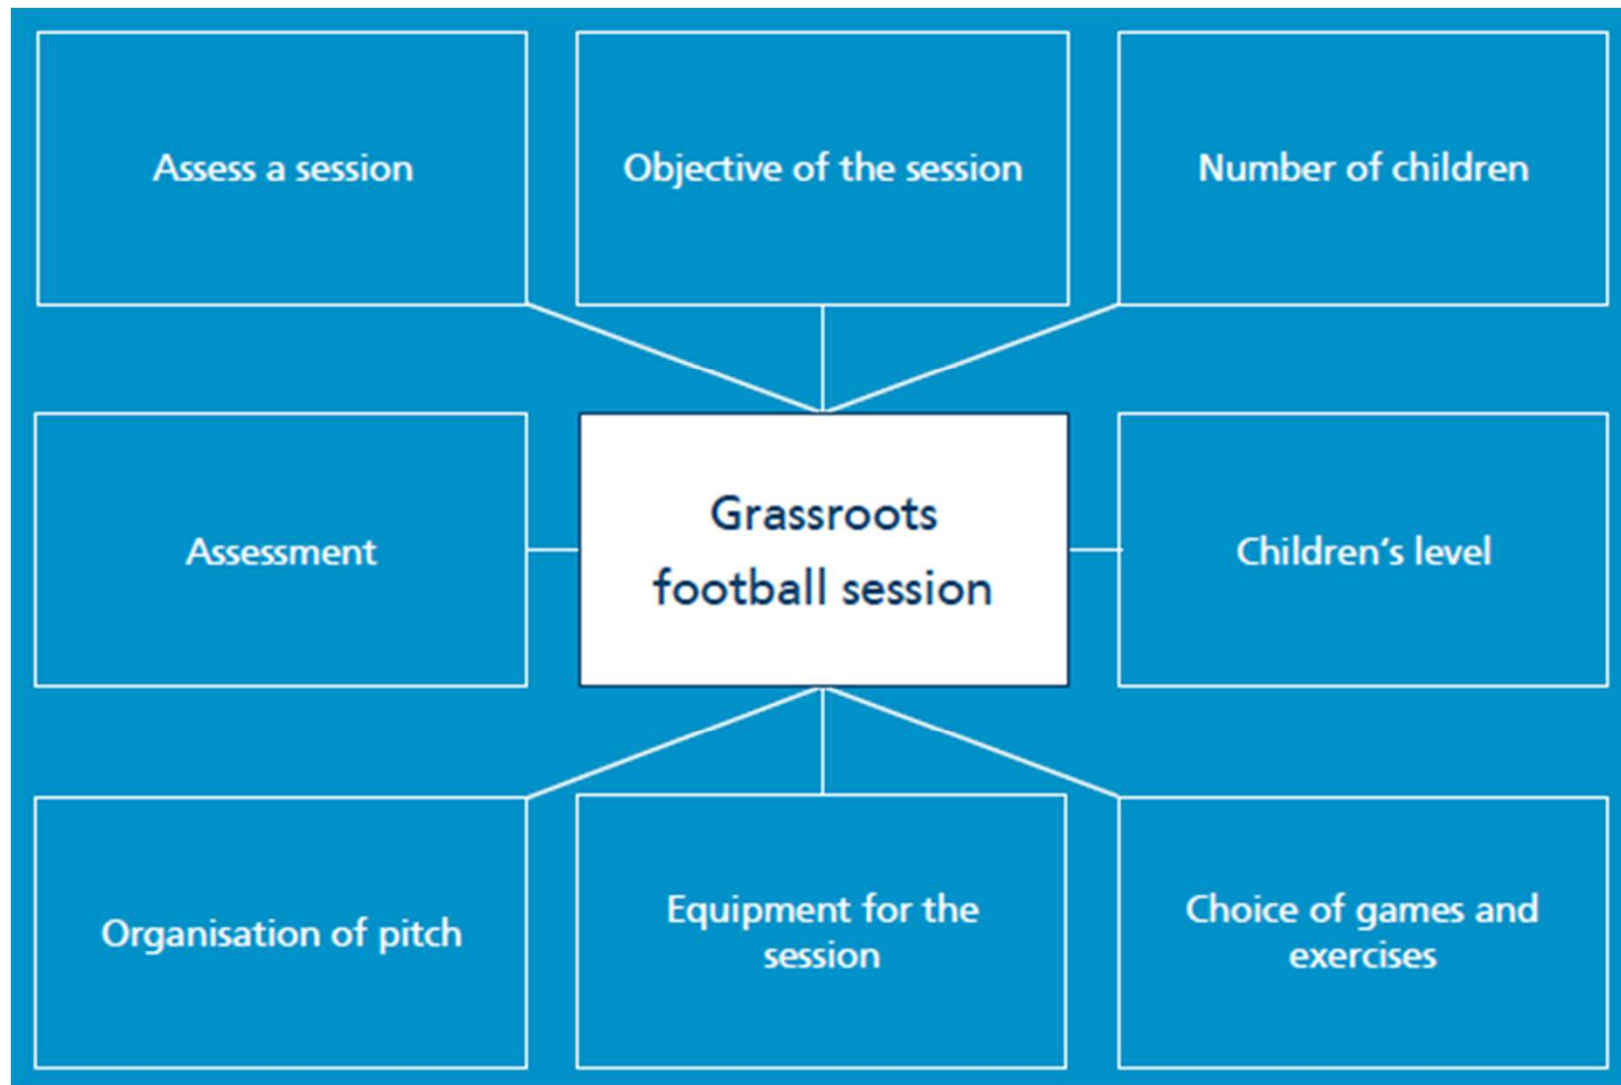 Assess a session
Objective of the session
Number of children
Assessment
Grassroots
football session
Children’s level
Organisation of pitch
Equipment for the
session
Choice of games and
exercises